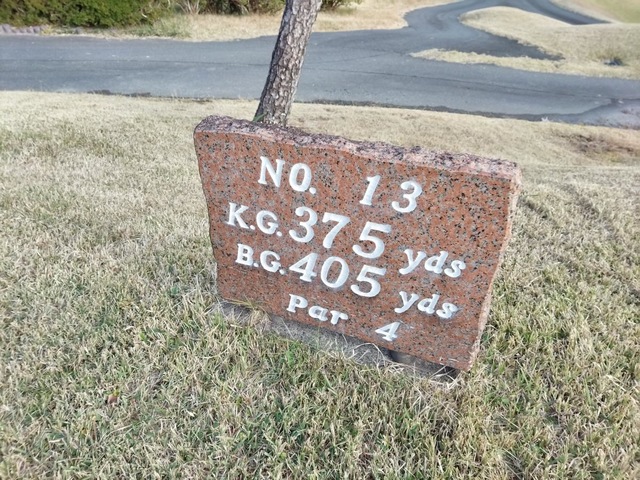 NO. 13
K.G. 375 yds
B.G. 405 yds
Par 4